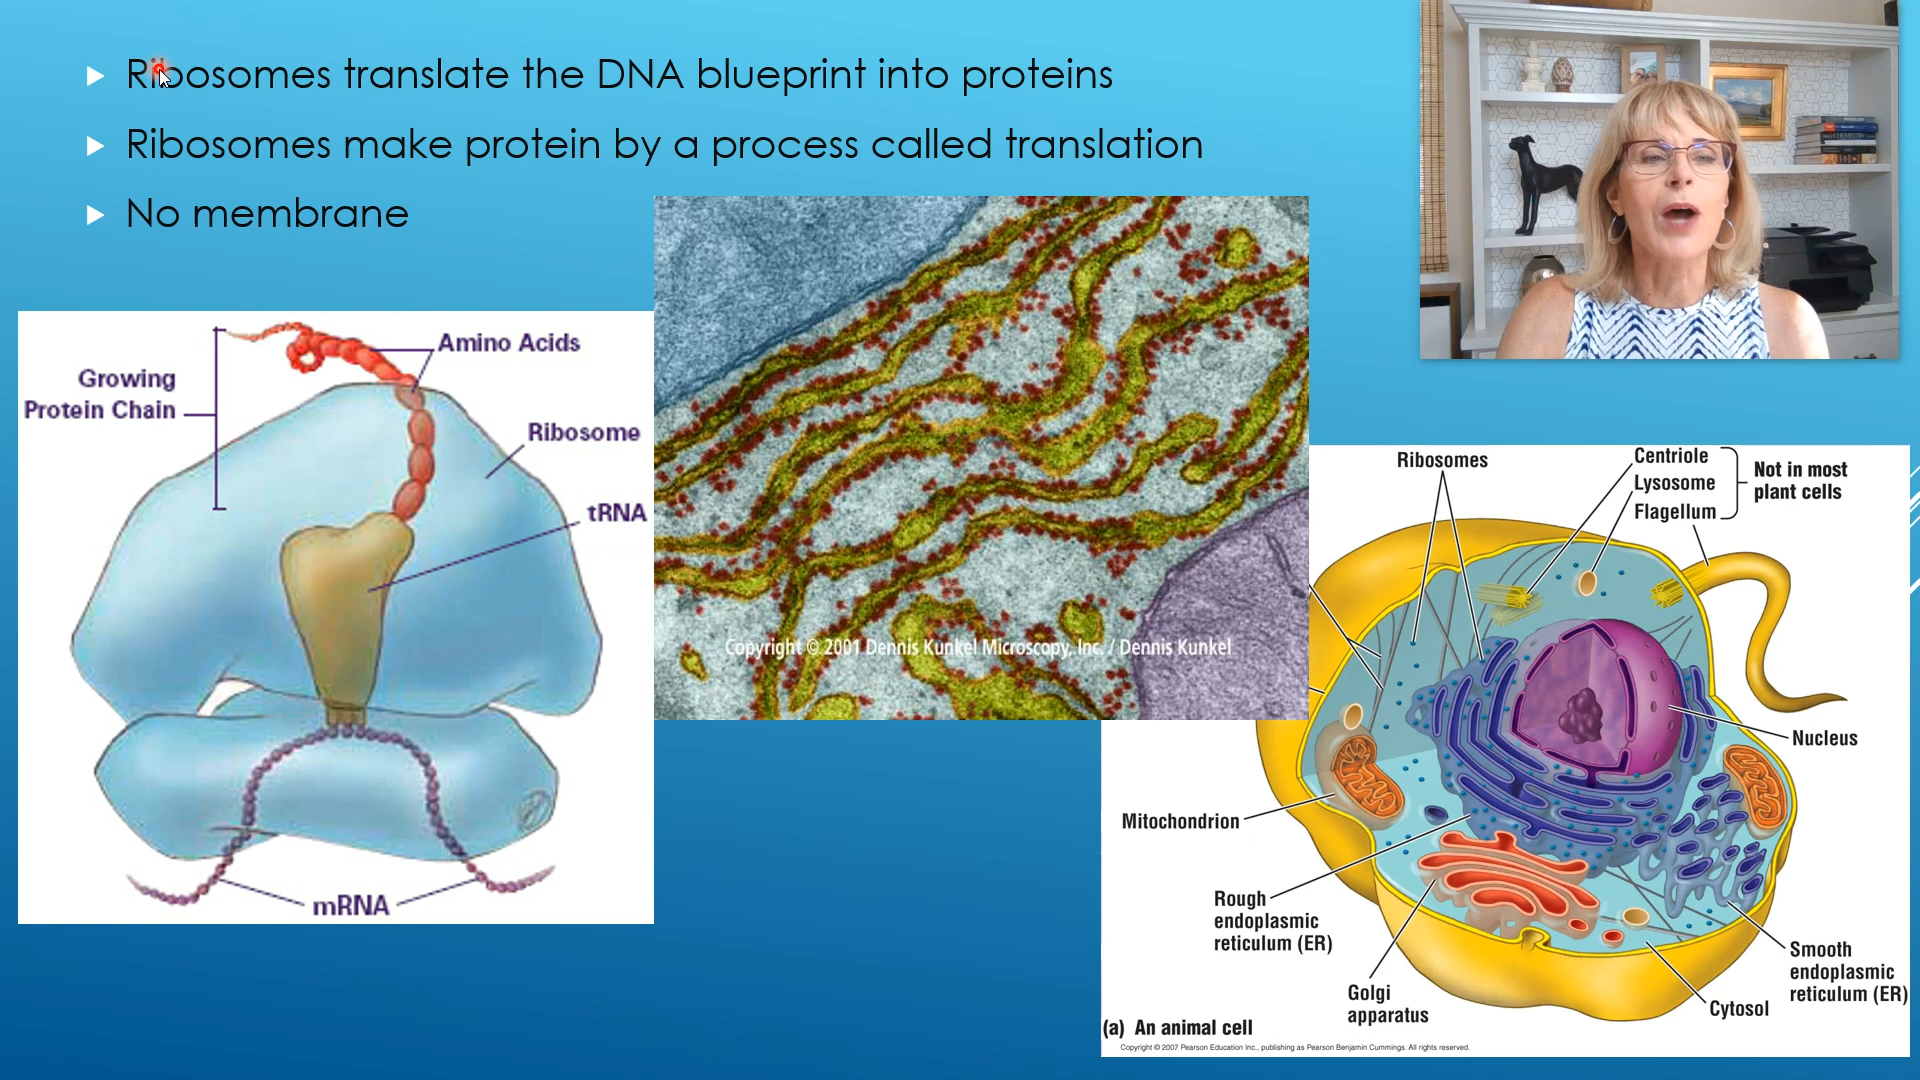 Ribosomes translate the DNA blueprint into proteins
Ribosomes make protein by a process called translation
No membrane
Amino Acids
Growing
Protein Chain
Ribosome
tRNA
mRNA
Copyright © 2001 Dennis Kunkel Microscopy, Inc. / Dennis Kunkel
Ribosomes
Centriole
Lysosome
Flagellum
Not in most
plant cells
Nucleus
Mitochondrion
Rough
endoplasmic
reticulum (ER)
Golgi
apparatus
Smooth
endoplasmic
reticulum (ER)
Cytosol
(a) An animal cell
Copyright © 2007 Pearson Education Inc., publishing as Pearson Benjamin Cummings. All rights reserved.